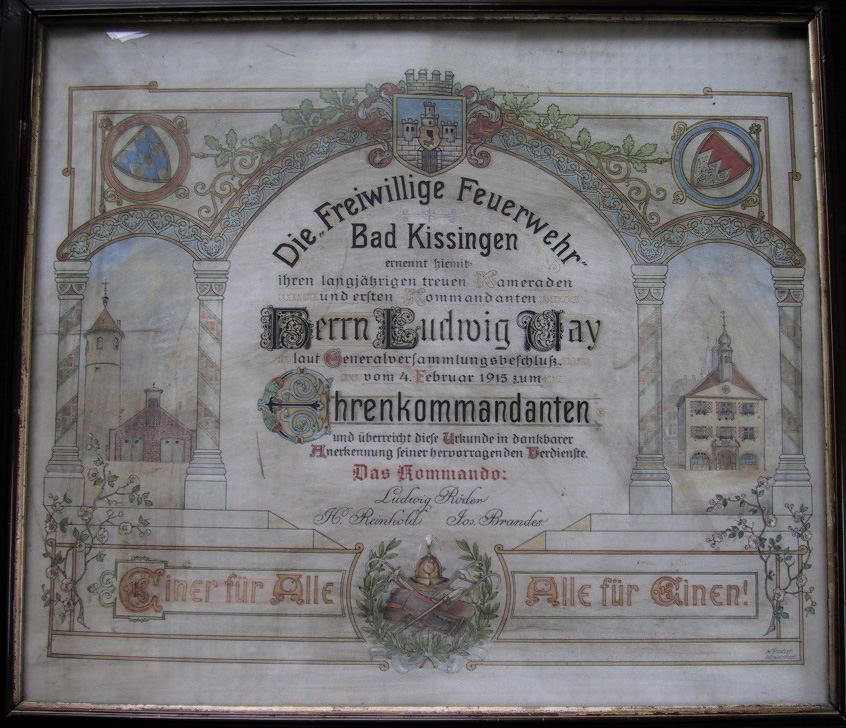 Die „Freiwillige Feuerwehr“
Bad Kissingen
ernennt hiemit
ihren langjährigen treuen Kameraden
und ersten Kommandanten
Herrn Ludwig Vay
laut Generalversammlungsbeschluß
vom 4. Februar 1915 zum
Ehrenkommandanten
und überreicht diese Urkunde in dankbarer
Anerkennung seiner hervorragenden Verdienste.
Das Kommando:
Ludwig Röder
H. Reinhold Jos. Brandes
Einer für Alle
Alle für Einen!